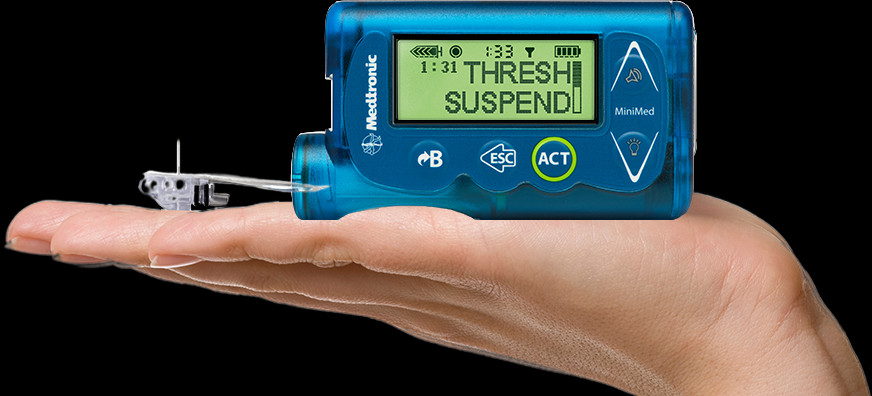 1:33
1:31 THRESH
SUSPEND
Medtronic
MiniMed
B
ESC
ACT